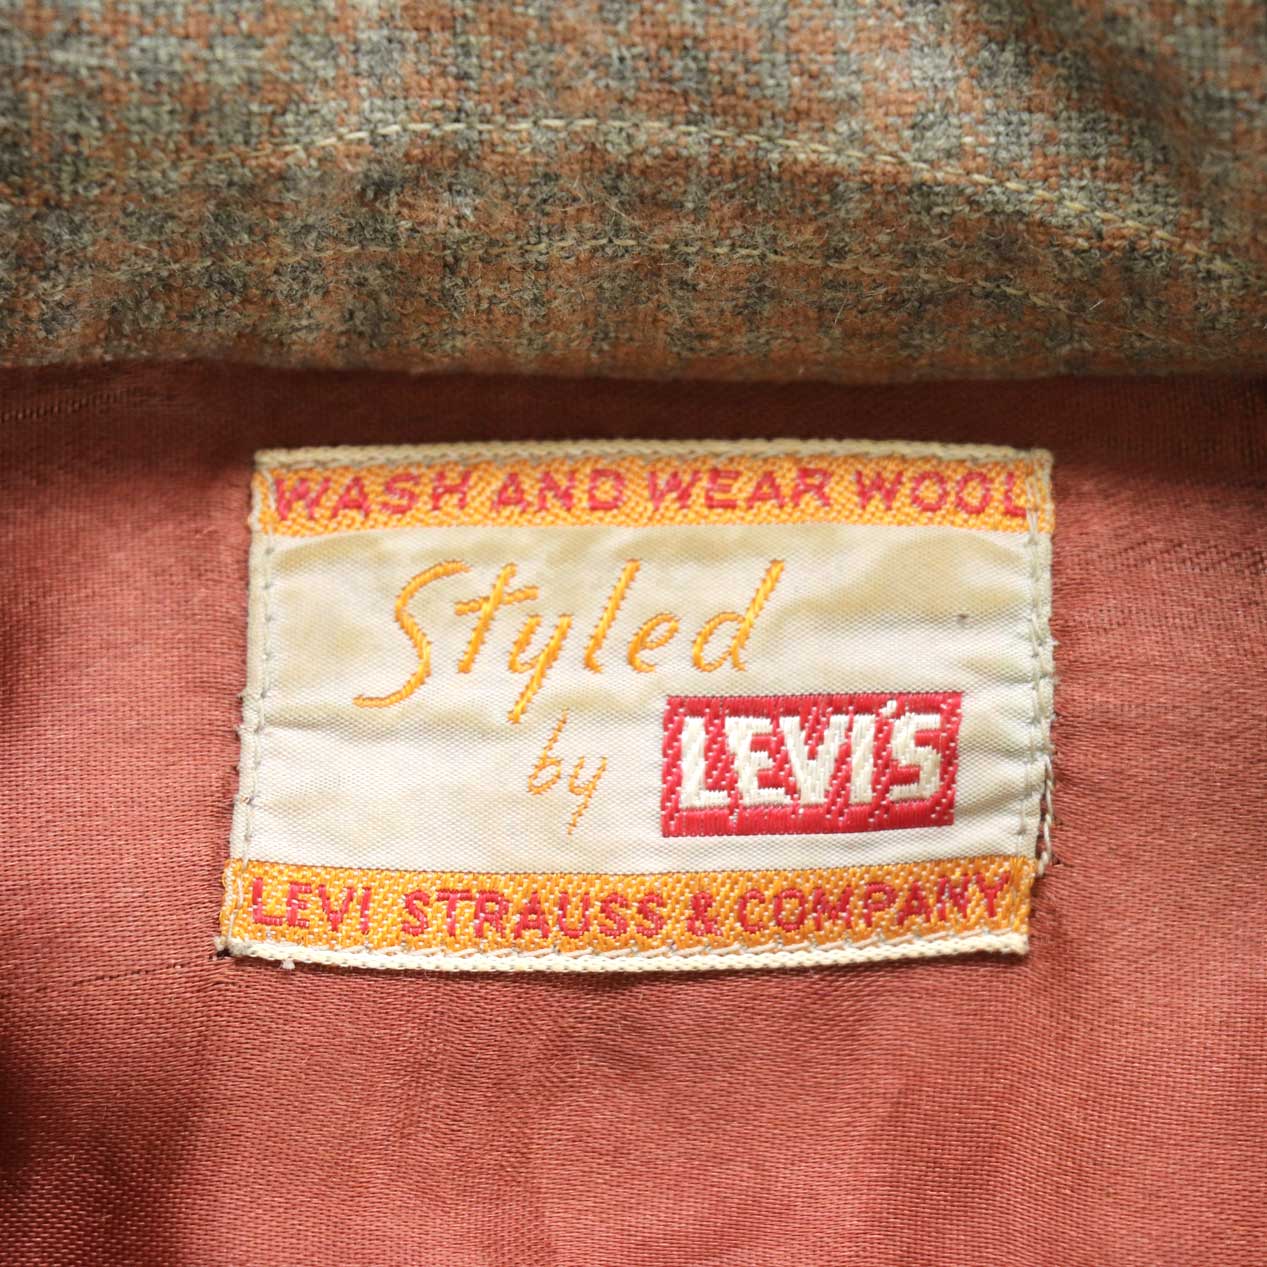 WASH AND WEAR WOOL
Styled
by LEVI'S
LEVI STRAUSS & COMPANY